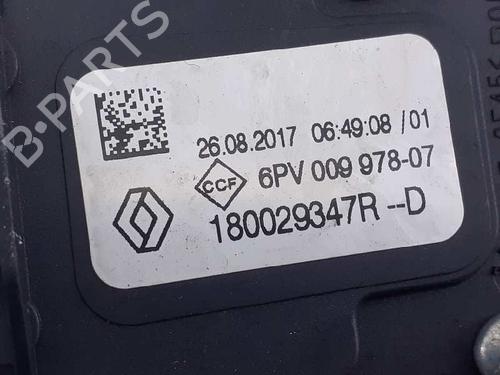 B-PARTS
26.08.2017 06:49:08 /01
CCF 6PV 009 978-07
180029347R --D